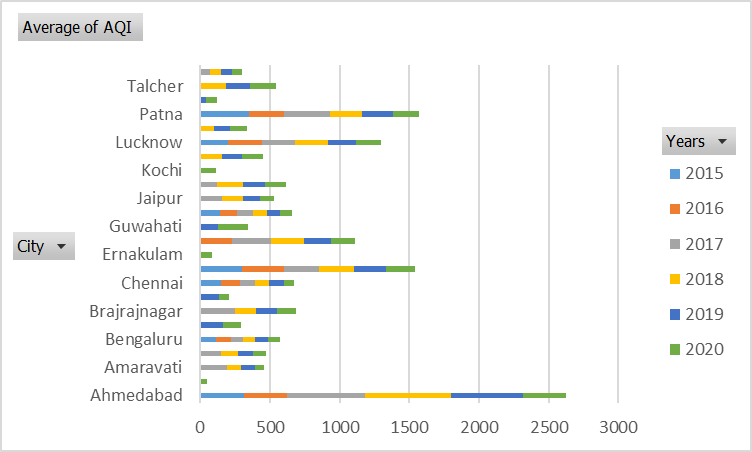 Average of AQI
Talcher
Patna
Lucknow
Kochi
Jaipur
Guwahati
Ernakulam
Chennai
Brajrajnagar
Bengaluru
Amaravati
Ahmedabad
City
0 500 1000 1500 2000 2500 3000
Years
2015
2016
2017
2018
2019
2020